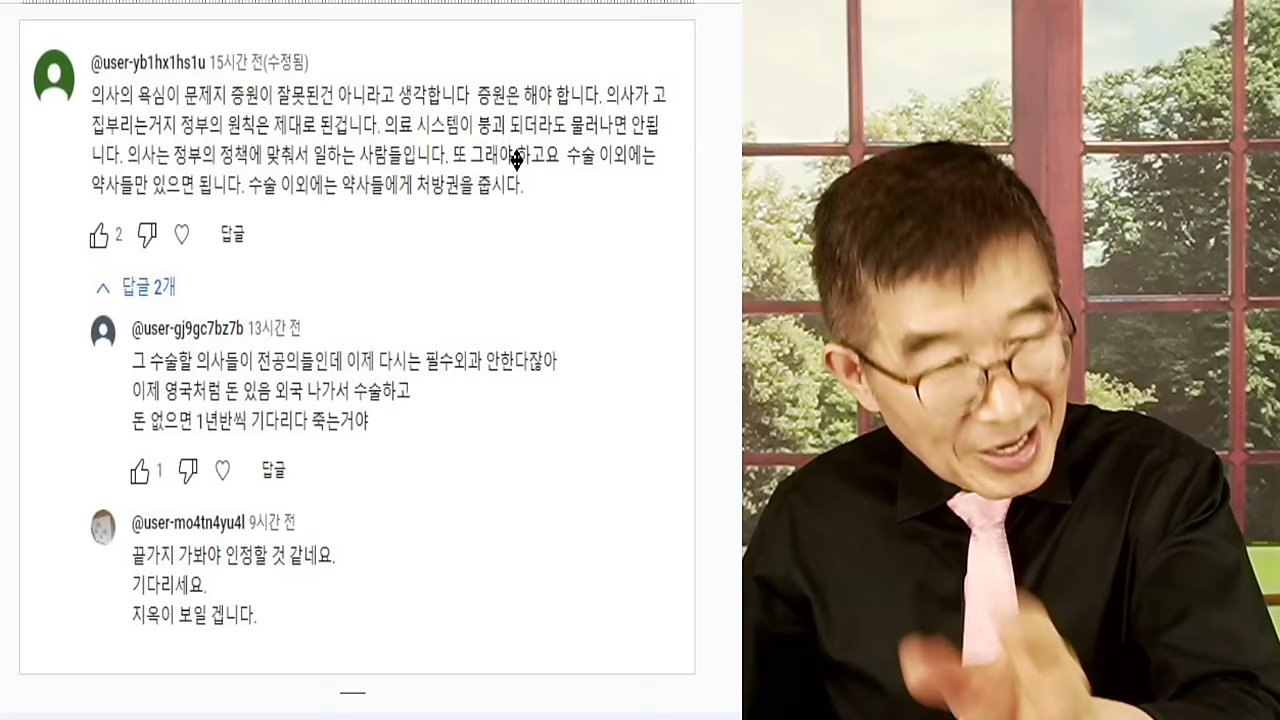 @user-yb1hx1hs1u 15시간 전(수정됨)
의사의 욕심이 문제지 증원이 잘못된건 아니라고 생각합니다 증원은 해야 합니다. 의사가 고
집부리는거지 정부의 원칙은 제대로 된겁니다. 의료 시스템이 붕괴 되더라도 물러나면 안됩
니다. 의사는 정부의 정책에 맞춰서 일하는 사람들입니다. 또 그래야하고요 수술 이외에는
약사들만 있으면 됩니다. 수술 이외에는 약사들에게 처방권을 줍시다.
2 답글
답글 2개
@user-gj9gc7bz7b 13시간 전
그 수술할 의사들이 전공의들인데 이제 다시는 필수외과 안한다잖아
이제 영국처럼 돈 있음 외국 나가서 수술하고
돈 없으면 1년반씩 기다리다 죽는거야
1 답글
@user-mo4tn4yu4l 9시간 전
끝가지 가봐야 인정할 것 같네요.
기다리세요.
지옥이 보일 겝니다.